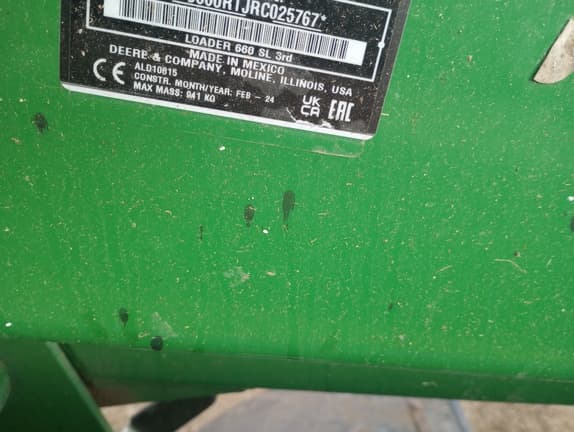 LOADER 660 SL 3rd
MADE IN MEXICO
DEERE & COMPANY, MOLINE, ILLINOIS, USA
ALD10615
CONSTR. MONTH/YEAR: FEB - 24
MAX MASS: 941 KG
CE
UK
CA
EAC